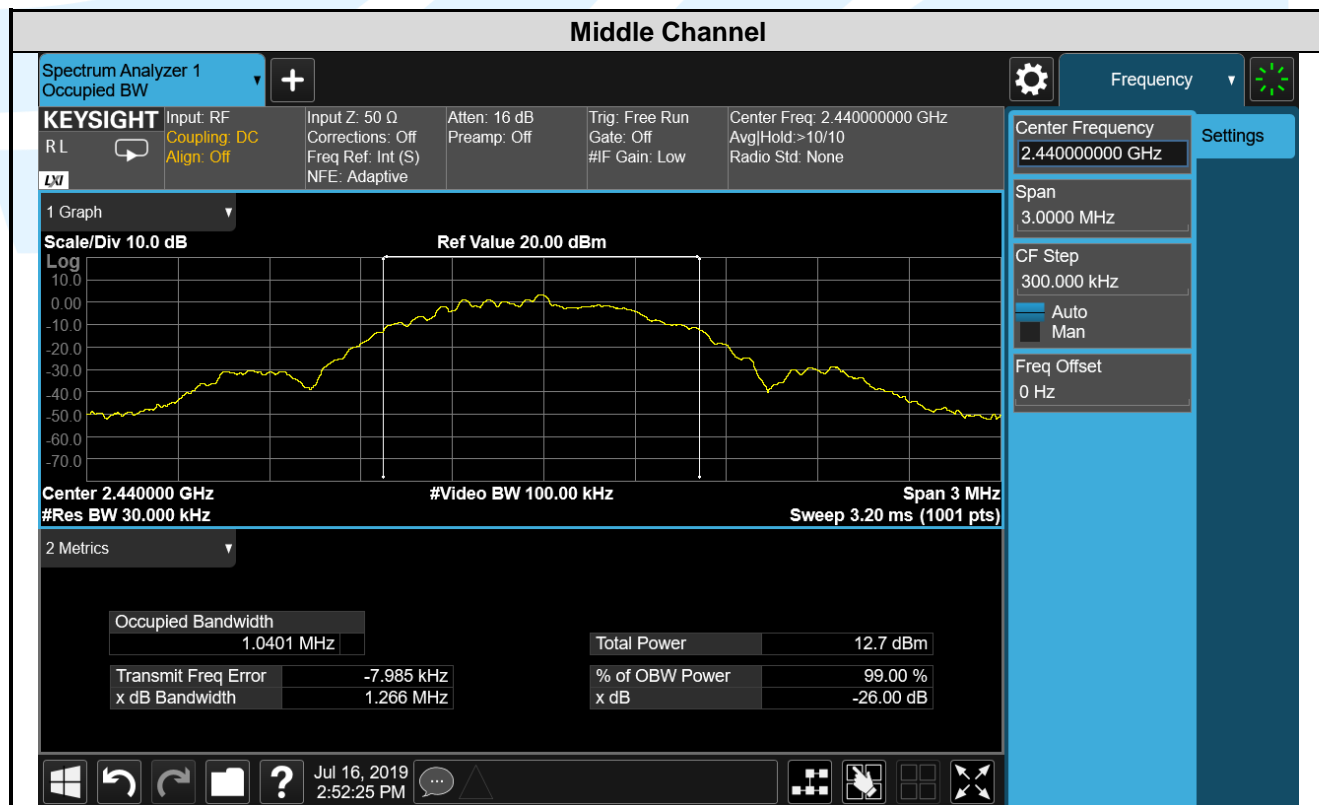 Middle Channel
Spectrum Analyzer 1
Occupied BW
+
Frequency
KEYSIGHT
R L
LXI
Input: RF
Coupling: DC
Align: Off
Input Z: 50 Ω
Corrections: Off
Freq Ref: Int (S)
NFE: Adaptive
Atten: 16 dB
Preamp: Off
Trig: Free Run
Gate: Off
#IF Gain: Low
Center Freq: 2.440000000 GHz
Avg|Hold:>10/10
Radio Std: None
Center Frequency
2.440000000 GHz
Settings
Span
3.0000 MHz
CF Step
300.000 kHz
Auto
Man
Freq Offset
0 Hz
1 Graph
Scale/Div 10.0 dB
Ref Value 20.00 dBm
Log
10.0
0.00
-10.0
-20.0
-30.0
-40.0
-50.0
-60.0
-70.0
Center 2.440000 GHz
#Video BW 100.00 kHz
Span 3 MHz
#Res BW 30.000 kHz
Sweep 3.20 ms (1001 pts)
2 Metrics
Occupied Bandwidth
1.0401 MHz
Total Power 12.7 dBm
Transmit Freq Error -7.985 kHz
% of OBW Power 99.00 %
x dB Bandwidth 1.266 MHz
x dB -26.00 dB
?
Jul 16, 2019
2:52:25 PM